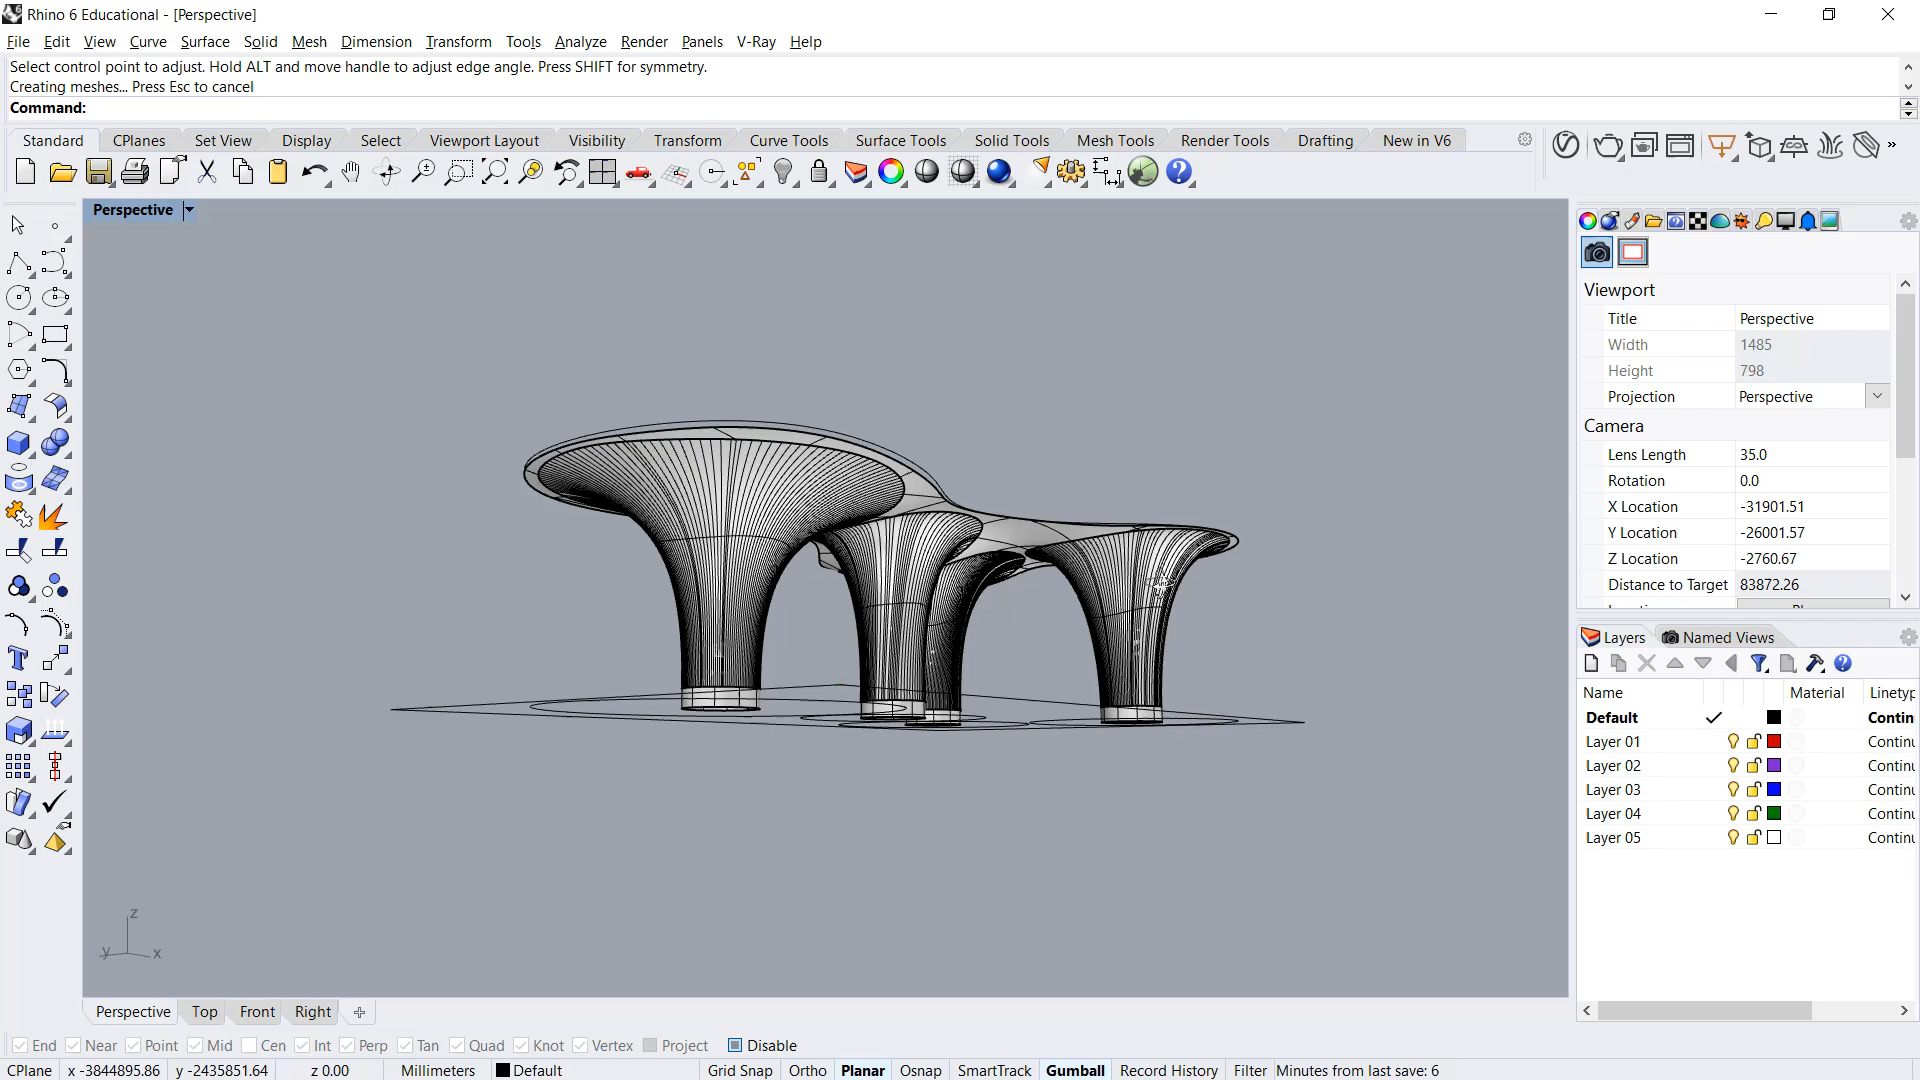 Rhino 6 Educational - [Perspective]
File Edit View Curve Surface Solid Mesh Dimension Transform Tools Analyze Render Panels V-Ray Help
Select control point to adjust. Hold ALT and move handle to adjust edge angle. Press SHIFT for symmetry.
Creating meshes... Press Esc to cancel
Command:
Standard CPlanes Set View Display Select Viewport Layout Visibility Transform Curve Tools Surface Tools Solid Tools Mesh Tools Render Tools Drafting New in V6
Perspective
Viewport
Title Perspective
Width 1485
Height 798
Projection Perspective
Camera
Lens Length 35.0
Rotation 0.0
X Location -31901.51
Y Location -26001.57
Z Location -2760.67
Distance to Target 83872.26
Layers Named Views
Name Material Linetyp
Default Contin
Layer 01 Continu
Layer 02 Continu
Layer 03 Continu
Layer 04 Continu
Layer 05 Continu
z
y x
Perspective Top Front Right
End Near Point Mid Cen Int Perp Tan Quad Knot Vertex Project Disable
CPlane x -3844895.86 y -2435851.64 z 0.00 Millimeters Default Grid Snap Ortho Planar Osnap SmartTrack Gumball Record History Filter Minutes from last save: 6